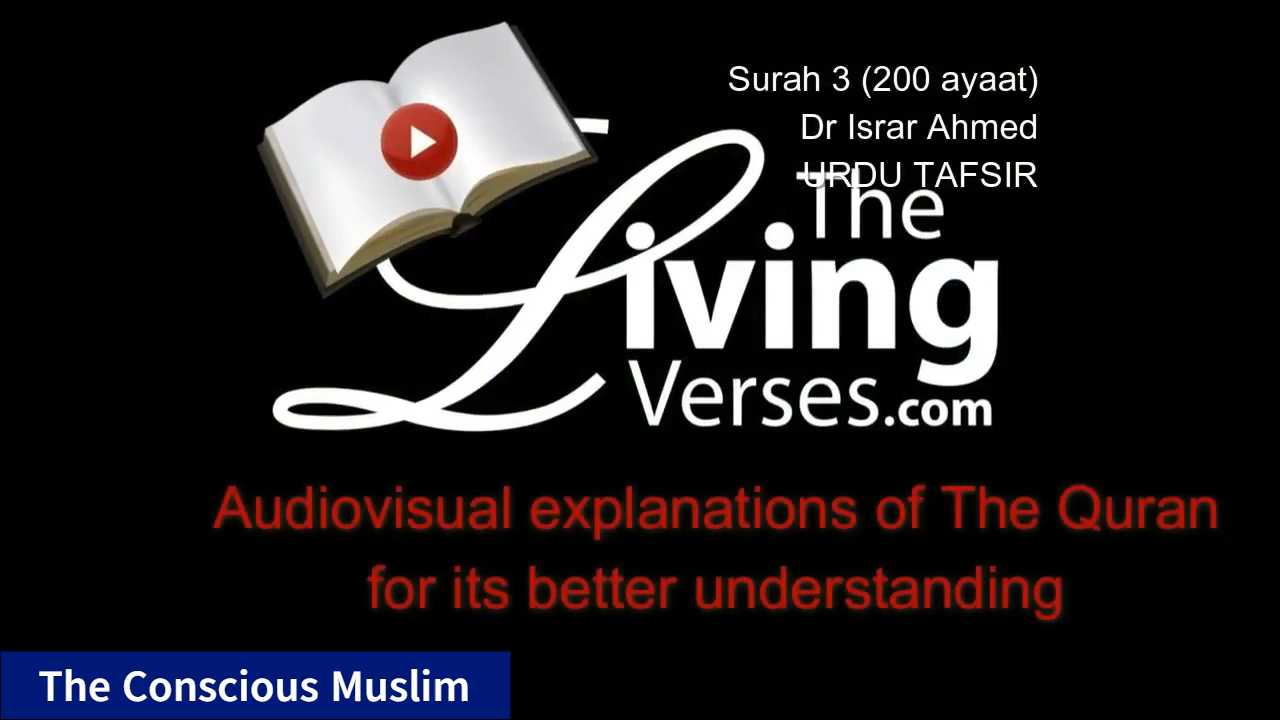 Surah 3 (200 ayaat)
Dr Israr Ahmed
URDU TAFSIR
The
Living
Verses.com
Audiovisual explanations of The Quran
for its better understanding
The Conscious Muslim